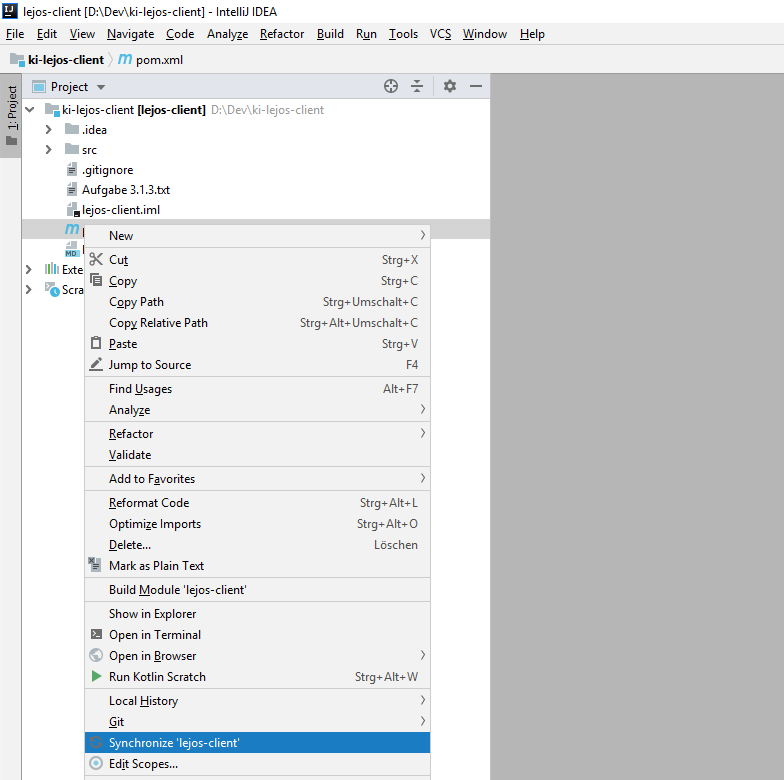 lejos-client [D:\Dev\ki-lejos-client] - IntelliJ IDEA
File Edit View Navigate Code Analyze Refactor Build Run Tools VCS Window Help
ki-lejos-client m pom.xml
1: Project
Project
ki-lejos-client [lejos-client] D:\Dev\ki-lejos-client
.idea
src
.gitignore
Aufgabe 3.1.3.txt
lejos-client.iml
m
MD
Exte
Scra
New
Cut Strg+X
Copy Strg+C
Copy Path Strg+Umschalt+C
Copy Relative Path Strg+Alt+Umschalt+C
Paste Strg+V
Jump to Source F4
Find Usages Alt+F7
Analyze
Refactor
Validate
Add to Favorites
Reformat Code Strg+Alt+L
Optimize Imports Strg+Alt+O
Delete... Löschen
Mark as Plain Text
Build Module 'lejos-client'
Show in Explorer
Open in Terminal
Open in Browser
Run Kotlin Scratch Strg+Alt+W
Local History
Git
Synchronize 'lejos-client'
Edit Scopes...